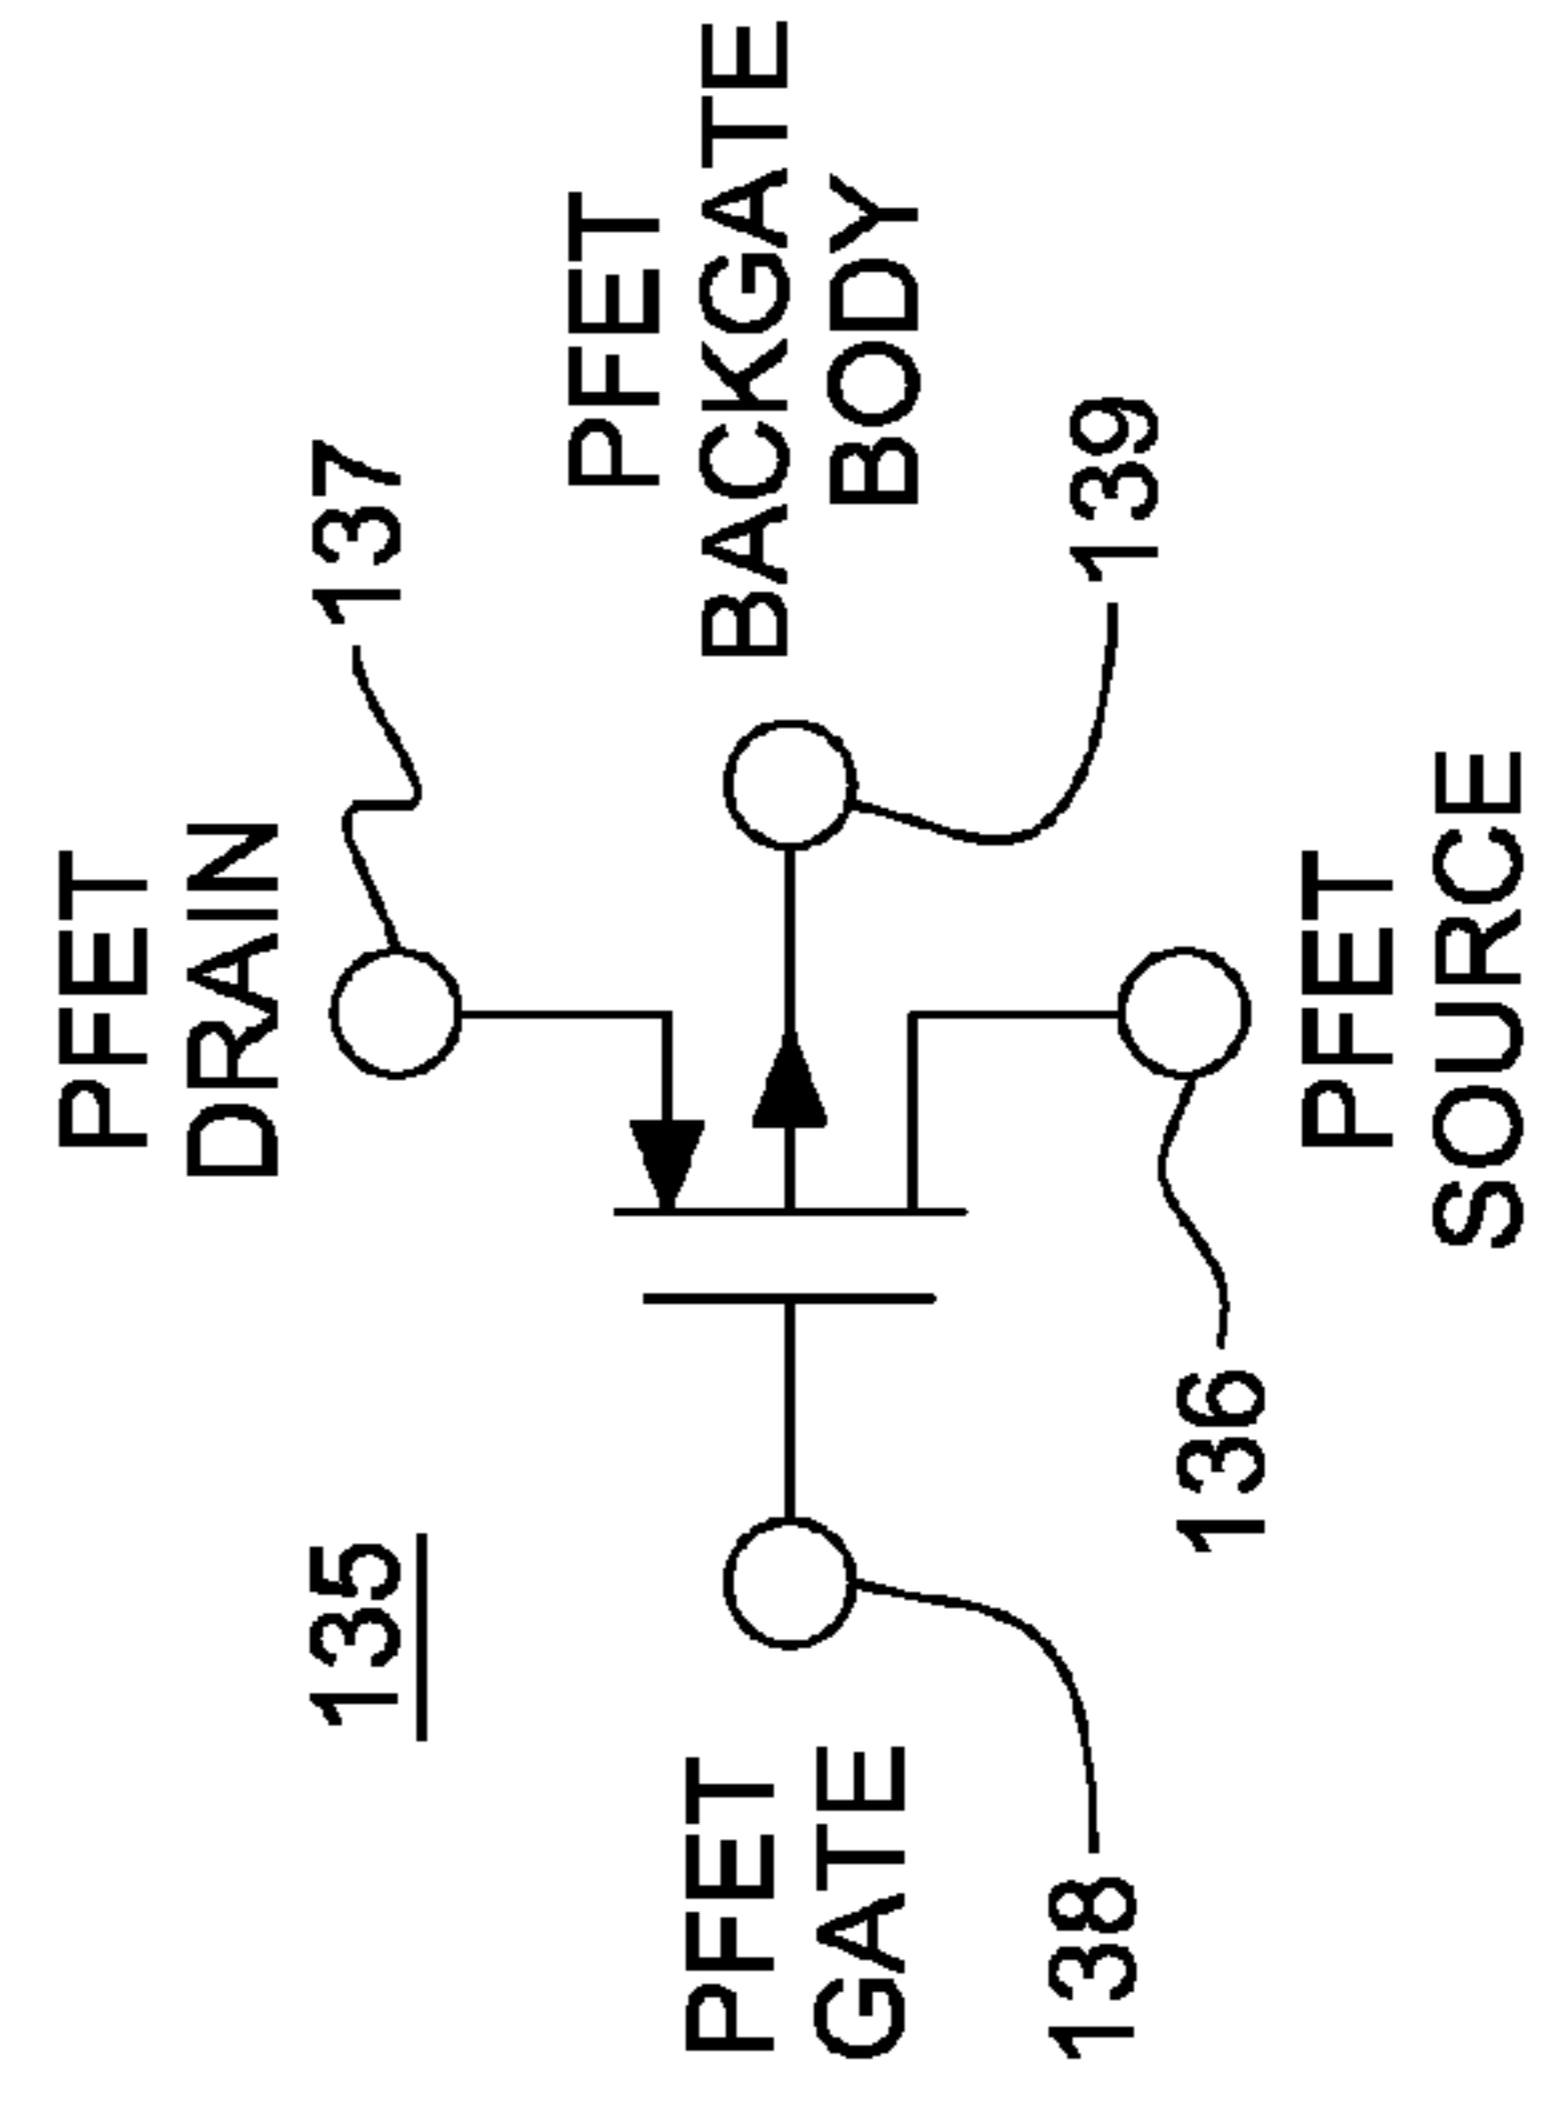 135
PFET
DRAIN
137
PFET
BACKGATE
BODY
139
PFET
GATE
138
136
PFET
SOURCE